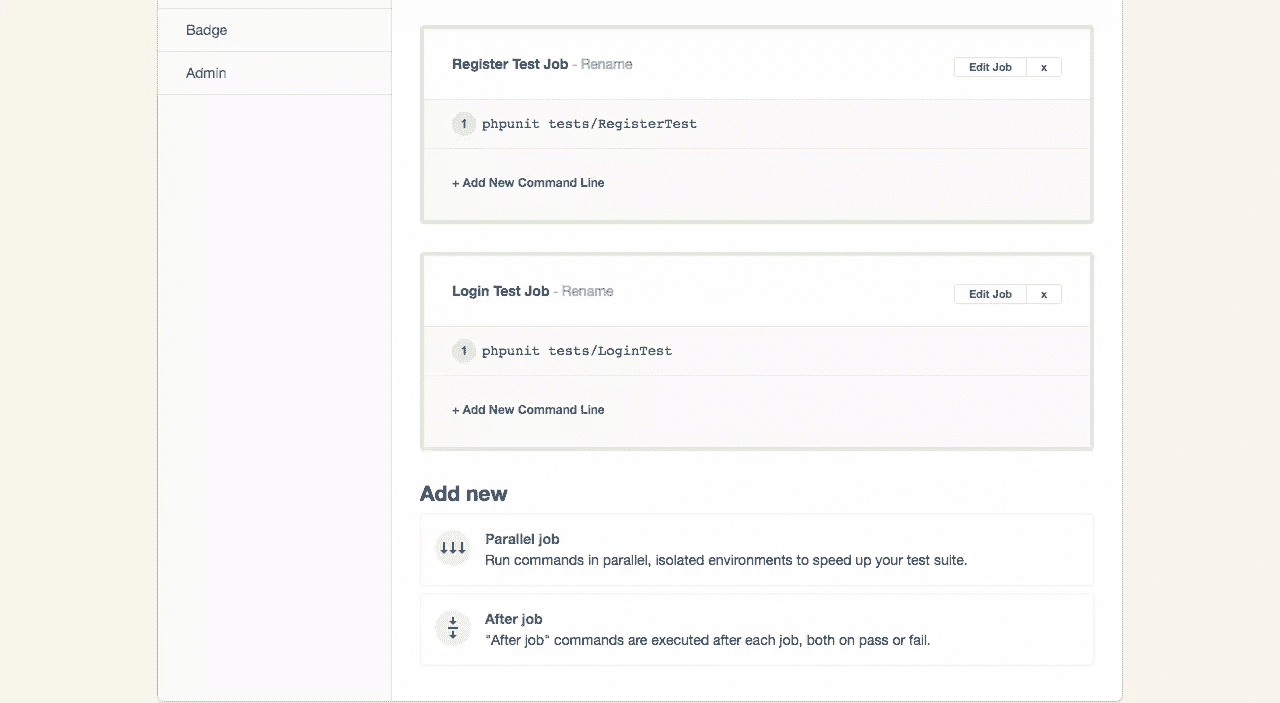 Badge
Admin
Register Test Job - Rename
Edit Job
x
1 phpunit tests/RegisterTest
+ Add New Command Line
Login Test Job - Rename
Edit Job
x
1 phpunit tests/LoginTest
+ Add New Command Line
Add new
Parallel job
Run commands in parallel, isolated environments to speed up your test suite.
After job
"After job" commands are executed after each job, both on pass or fail.